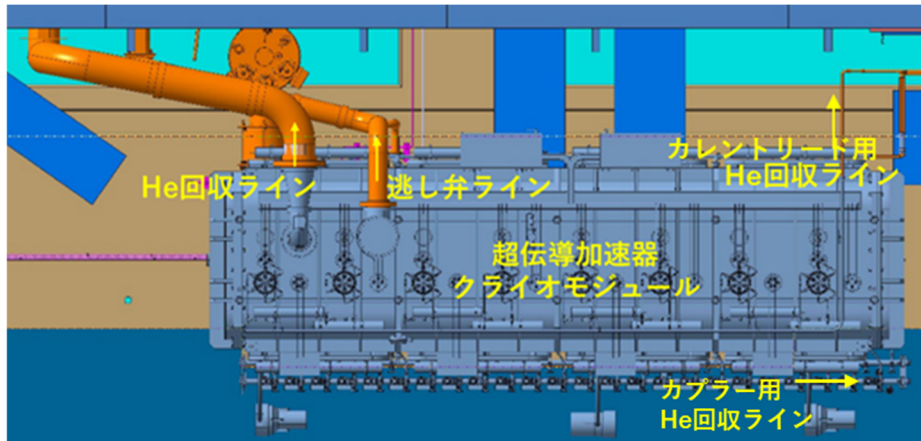 He回収ライン
逃し弁ライン
カレントリード用
He回収ライン
超伝導加速器
クライオモジュール
カプラー用
He回収ライン